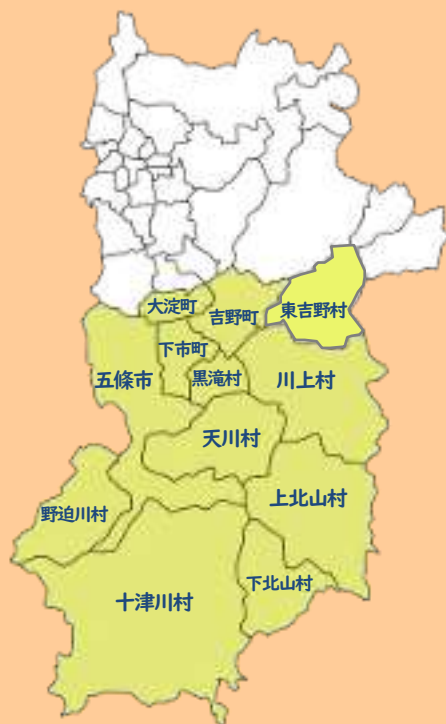 大淀町
吉野町
東吉野村
下市町
五條市
黒滝村
川上村
天川村
上北山村
野迫川村
下北山村
十津川村